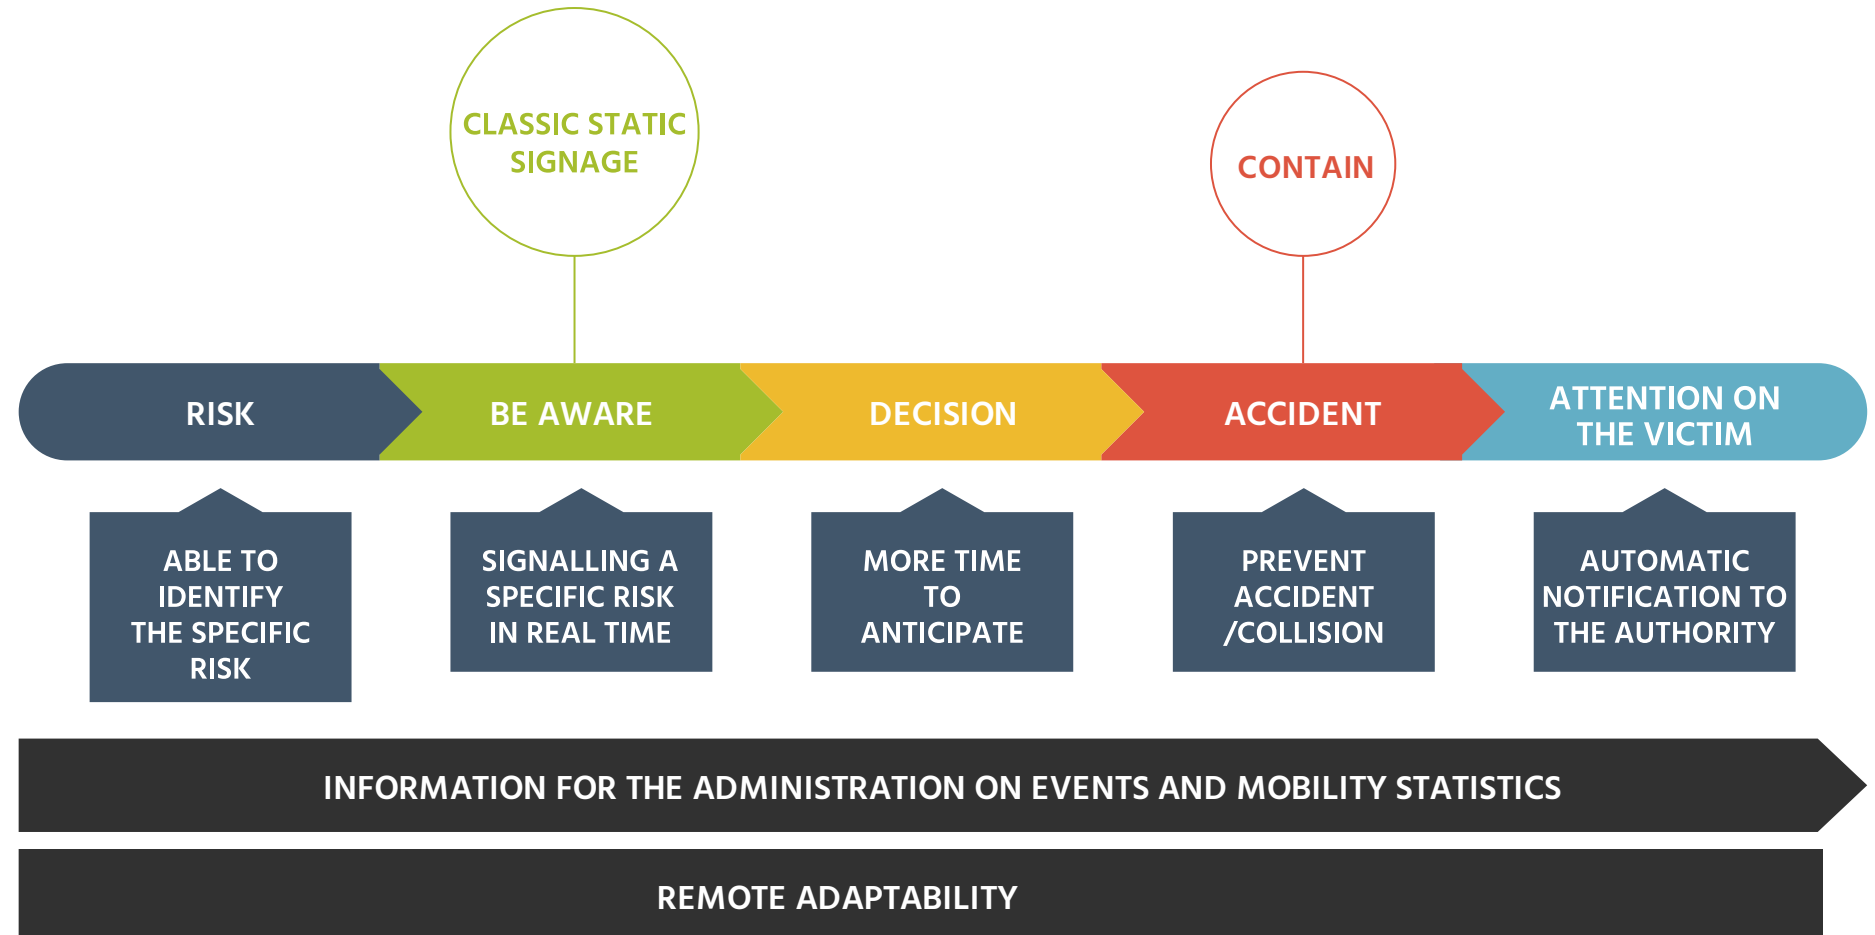 CLASSIC STATIC
SIGNAGE
CONTAIN
RISK
BE AWARE
DECISION
ACCIDENT
ATTENTION ON
THE VICTIM
ABLE TO
IDENTIFY
THE SPECIFIC
RISK
SIGNALLING A
SPECIFIC RISK
IN REAL TIME
MORE TIME
TO
ANTICIPATE
PREVENT
ACCIDENT
/COLLISION
AUTOMATIC
NOTIFICATION TO
THE AUTHORITY
INFORMATION FOR THE ADMINISTRATION ON EVENTS AND MOBILITY STATISTICS
REMOTE ADAPTABILITY